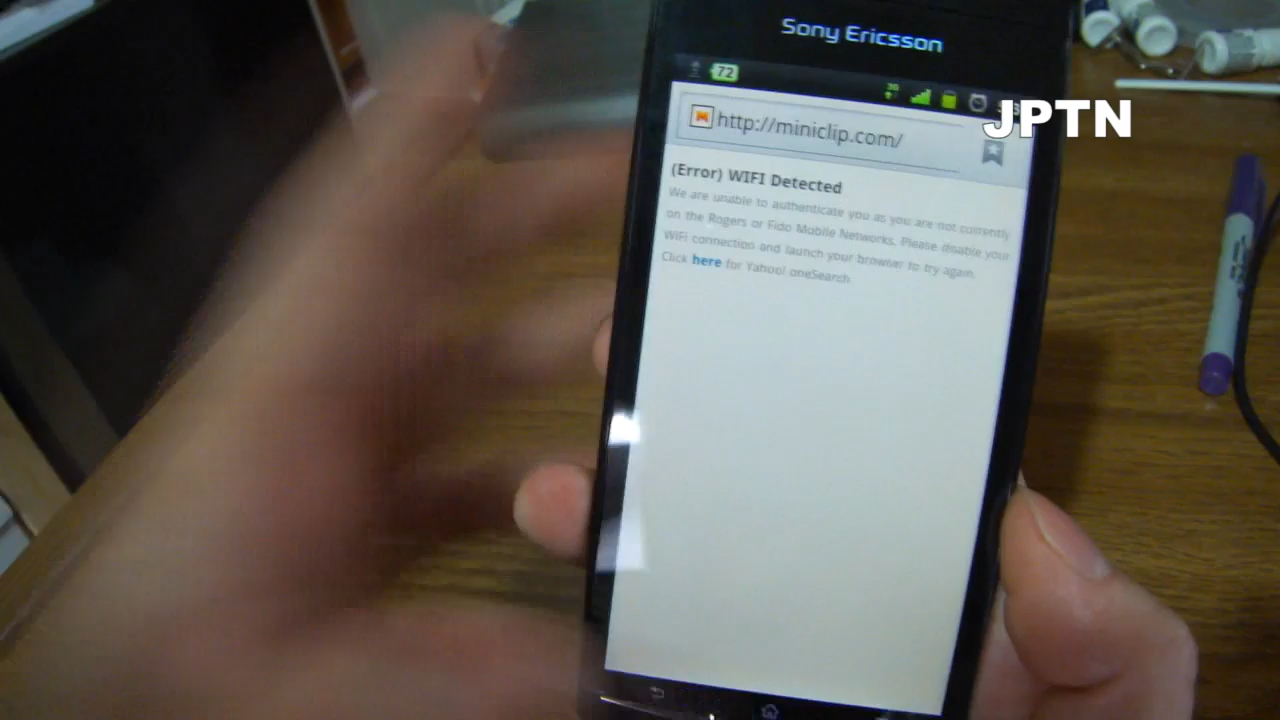 Sony Ericsson
72
3G
JPTN
http://miniclip.com/
(Error) WIFI Detected
We are unable to authenticate you as you are not currently
on the Rogers or Fido Mobile Networks. Please disable your
WiFi connection and launch your browser to try again.
Click here for Yahoo! oneSearch